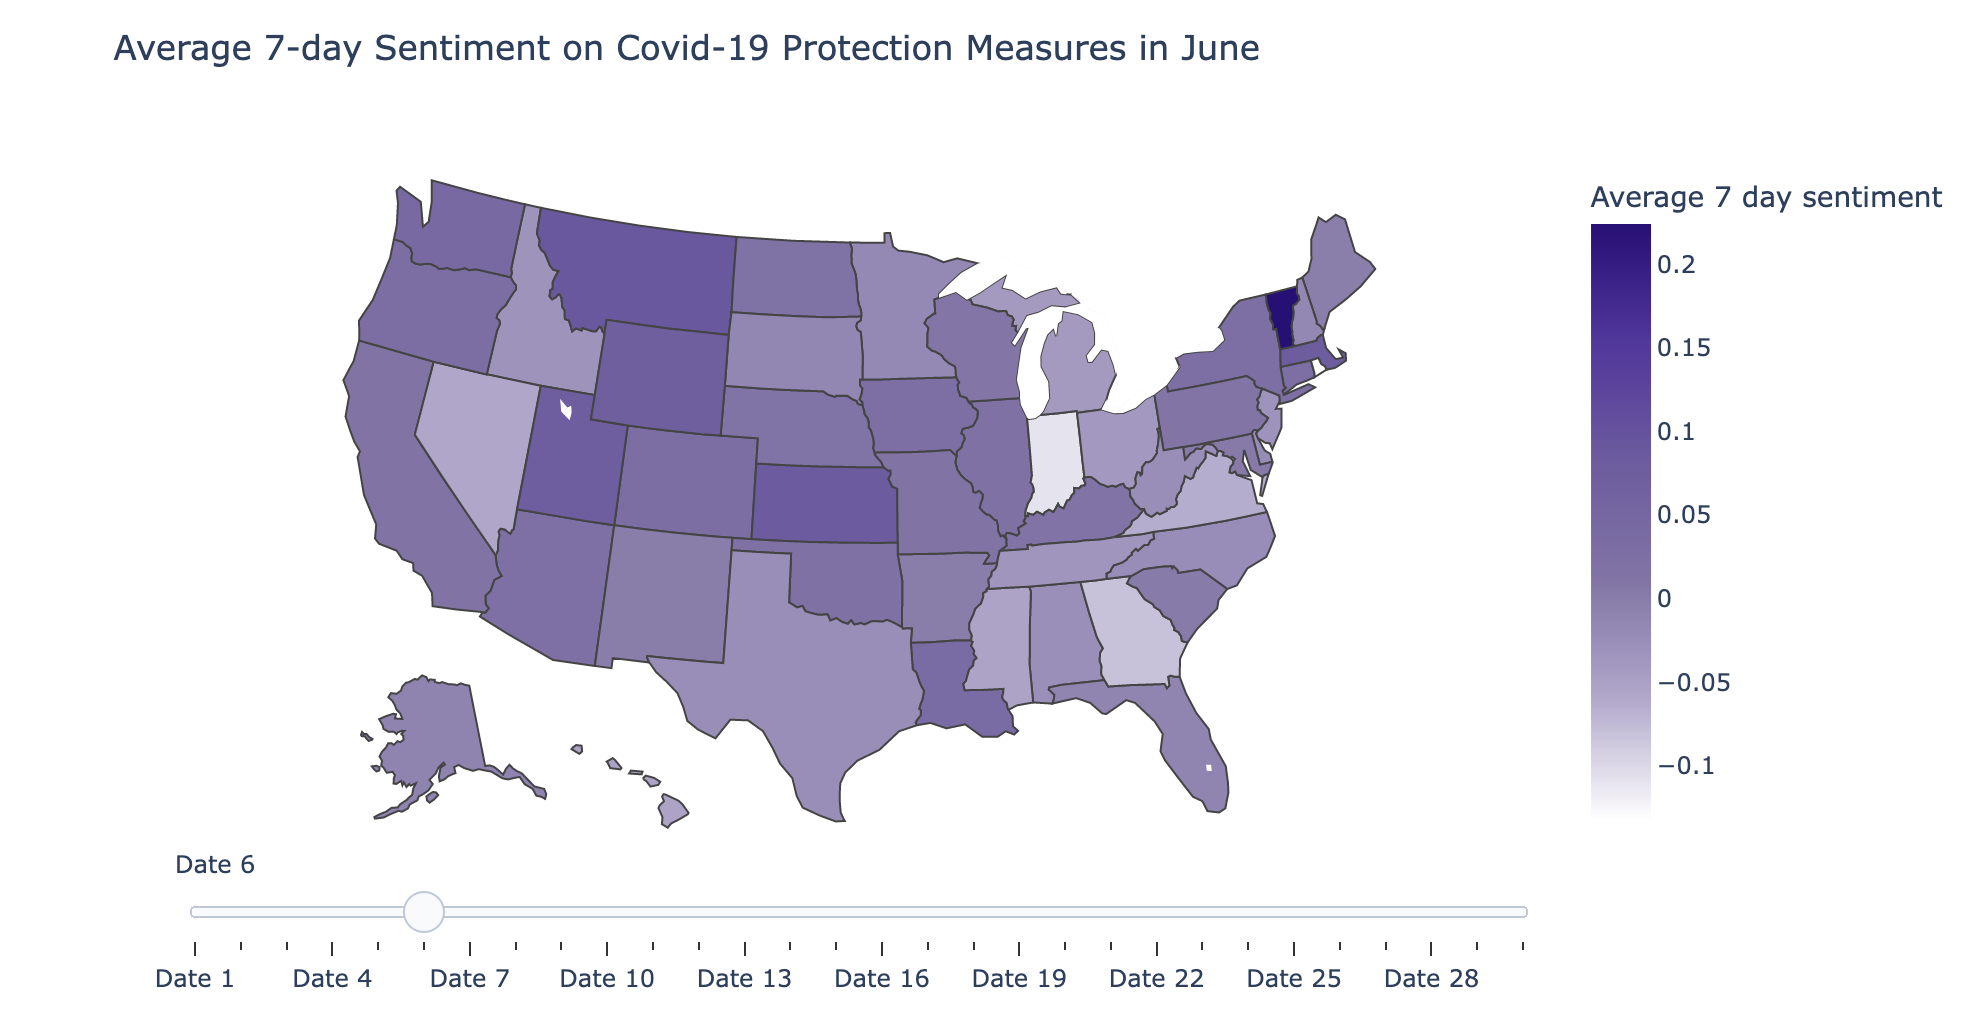 Average 7-day Sentiment on Covid-19 Protection Measures in June
Average 7 day sentiment
0.2
0.15
0.1
0.05
0
−0.05
−0.1
Date 6
Date 1 Date 4 Date 7 Date 10 Date 13 Date 16 Date 19 Date 22 Date 25 Date 28